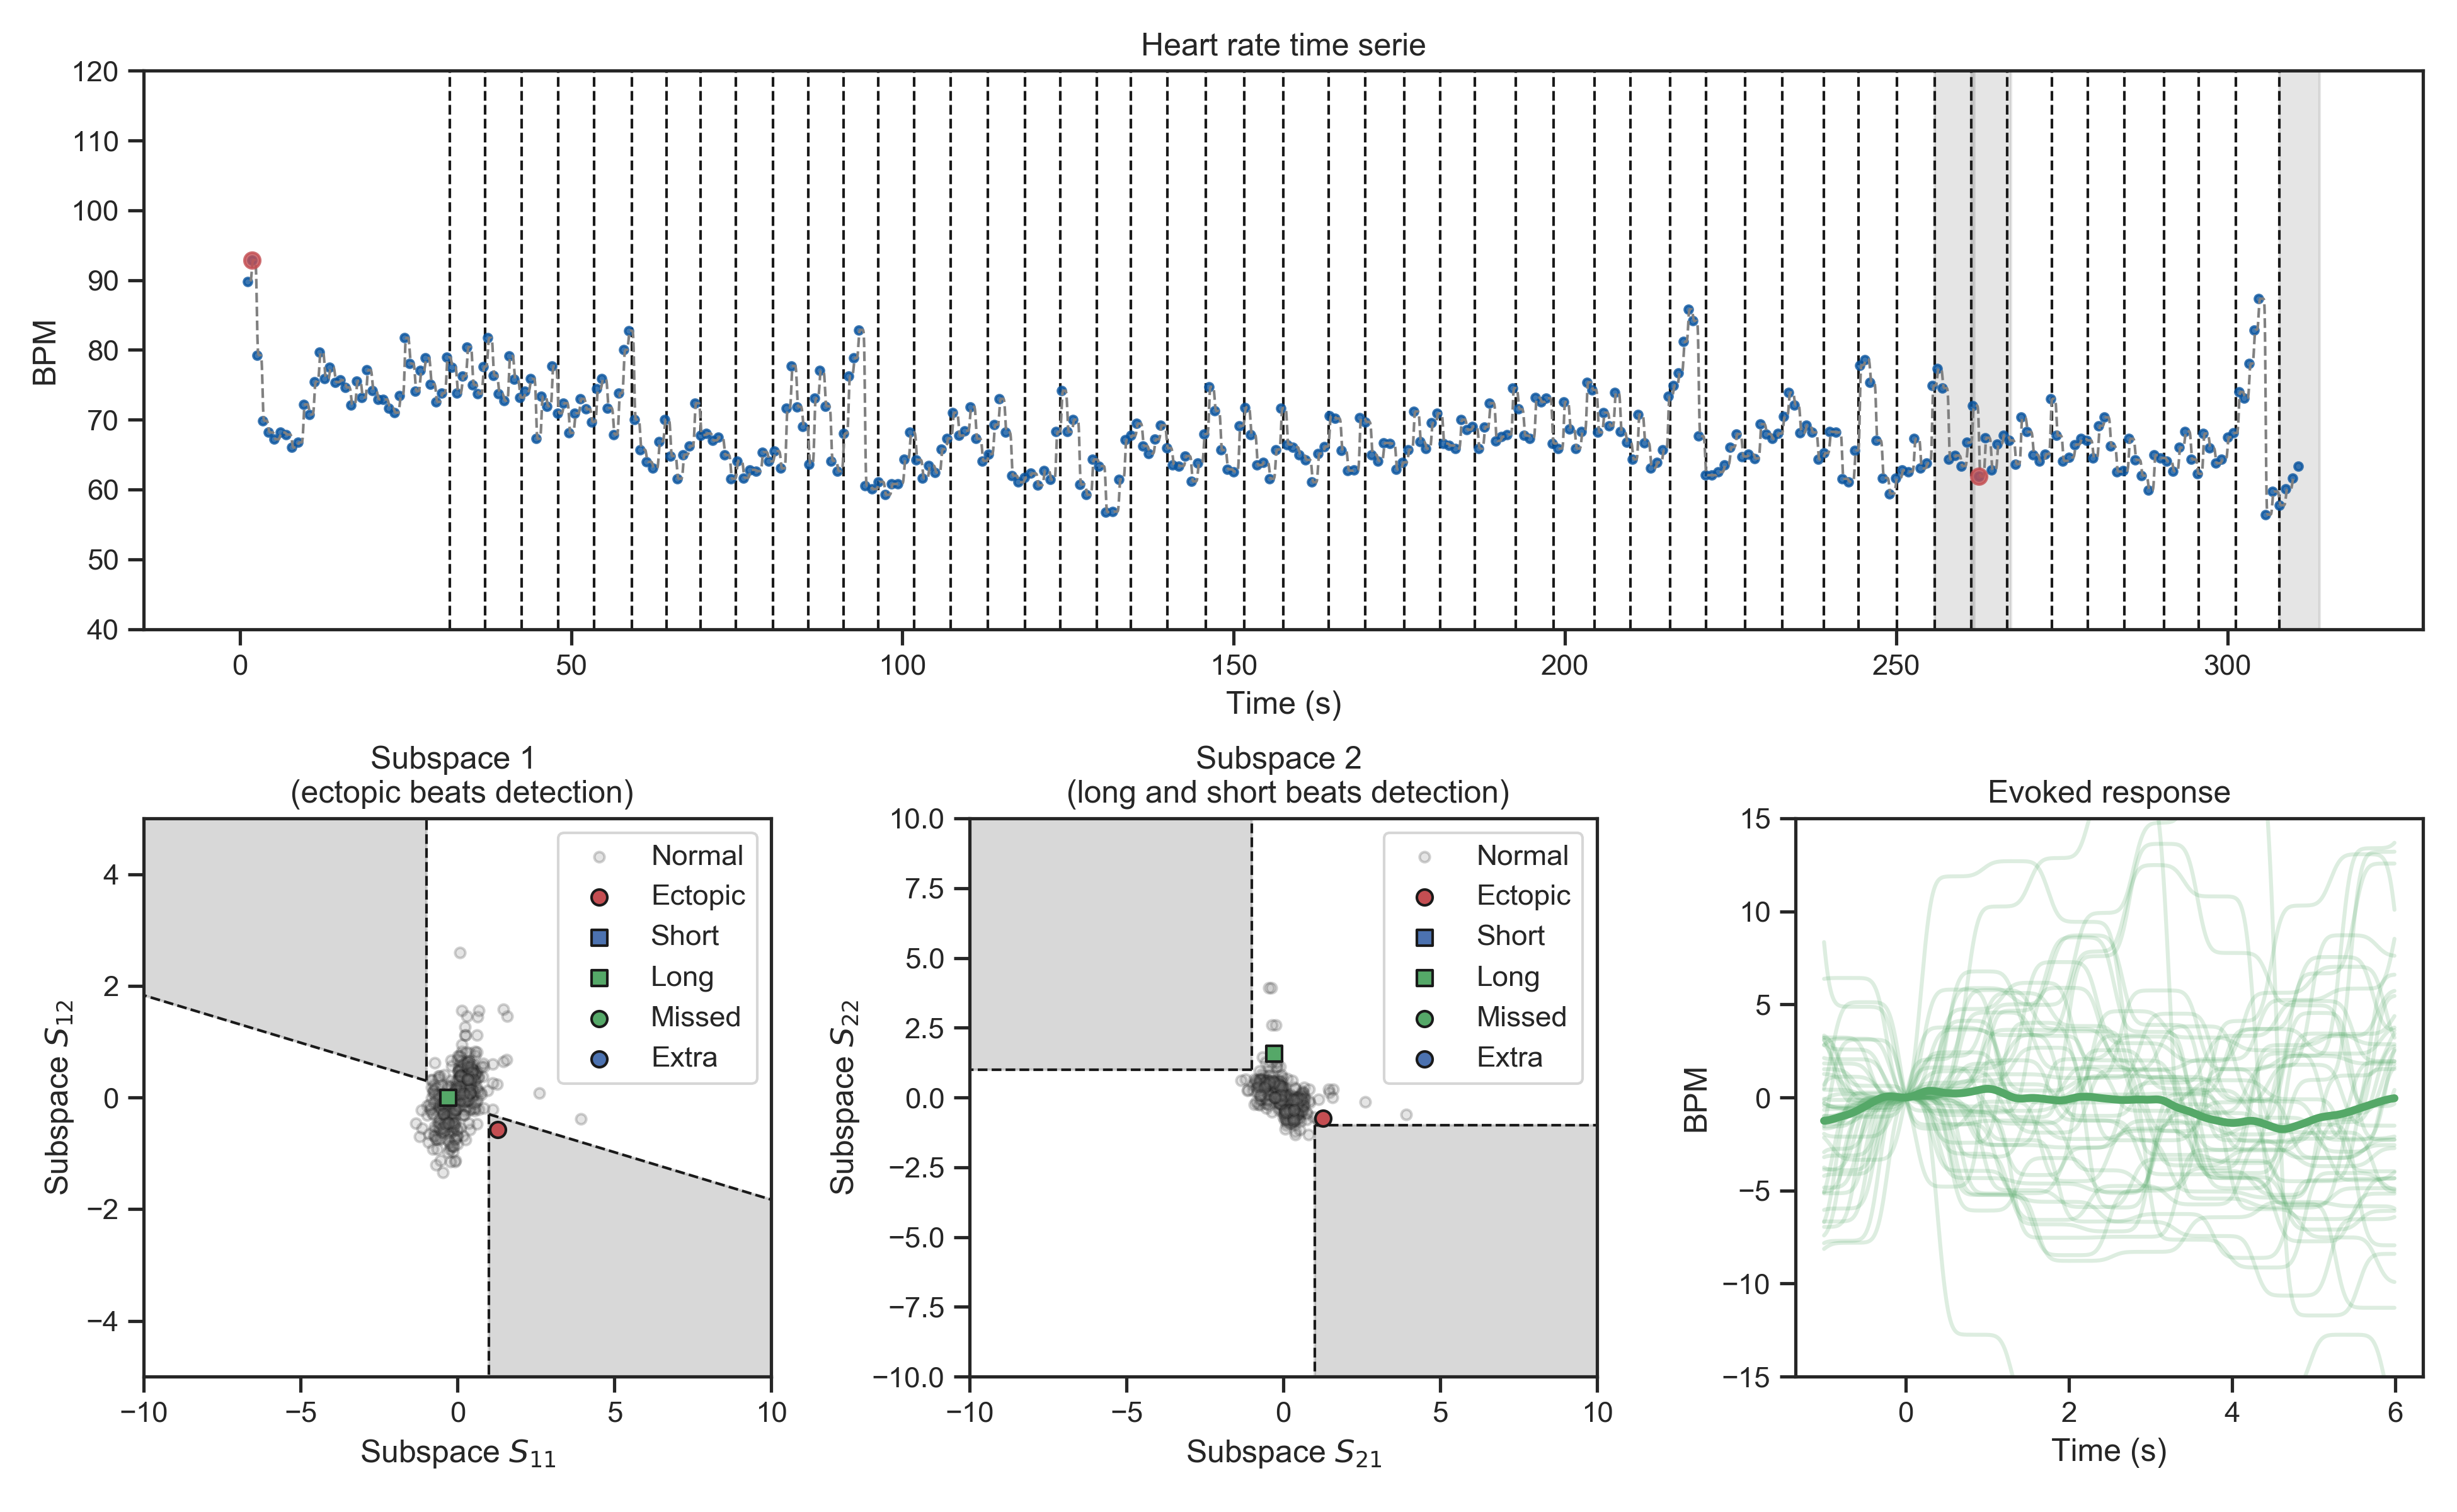 Heart rate time serie
120
110
100
90
80
70
60
50
40
BPM
0 50 100 150 200 250 300
Time (s)
Subspace 1
(ectopic beats detection)
4
2
0
−2
−4
Subspace S12
Normal
Ectopic
Short
Long
Missed
Extra
−10 −5 0 5 10
Subspace S11
Subspace 2
(long and short beats detection)
10.0
7.5
5.0
2.5
0.0
−2.5
−5.0
−7.5
−10.0
Subspace S22
Normal
Ectopic
Short
Long
Missed
Extra
−10 −5 0 5 10
Subspace S21
Evoked response
15
10
5
0
−5
−10
−15
BPM
0 2 4 6
Time (s)